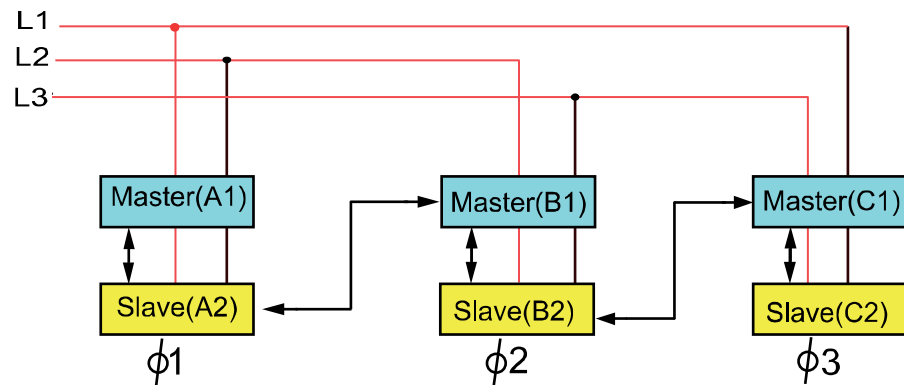 L1
L2
L3
Master(A1)
Master(B1)
Master(C1)
Slave(A2)
Slave(B2)
Slave(C2)
ϕ1
ϕ2
ϕ3